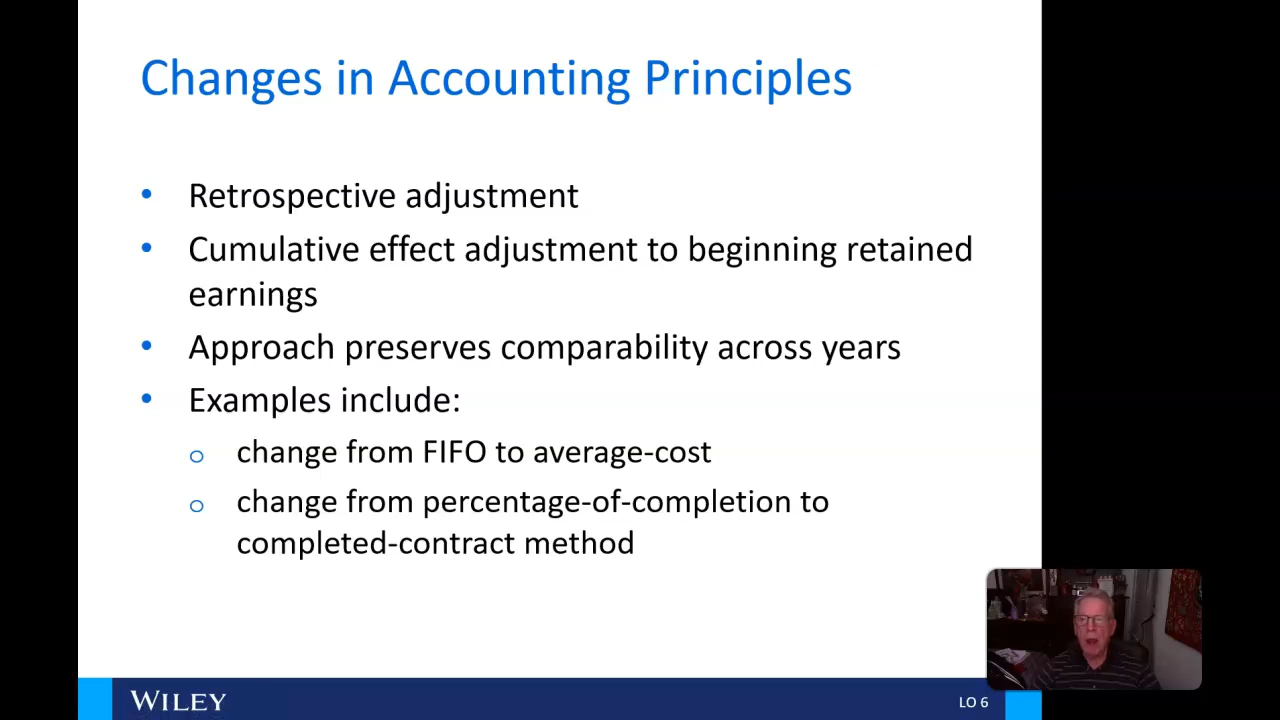 Changes in Accounting Principles
• Retrospective adjustment
• Cumulative effect adjustment to beginning retained
earnings
• Approach preserves comparability across years
• Examples include:
o change from FIFO to average-cost
o change from percentage-of-completion to
completed-contract method
WILEY
LO 6